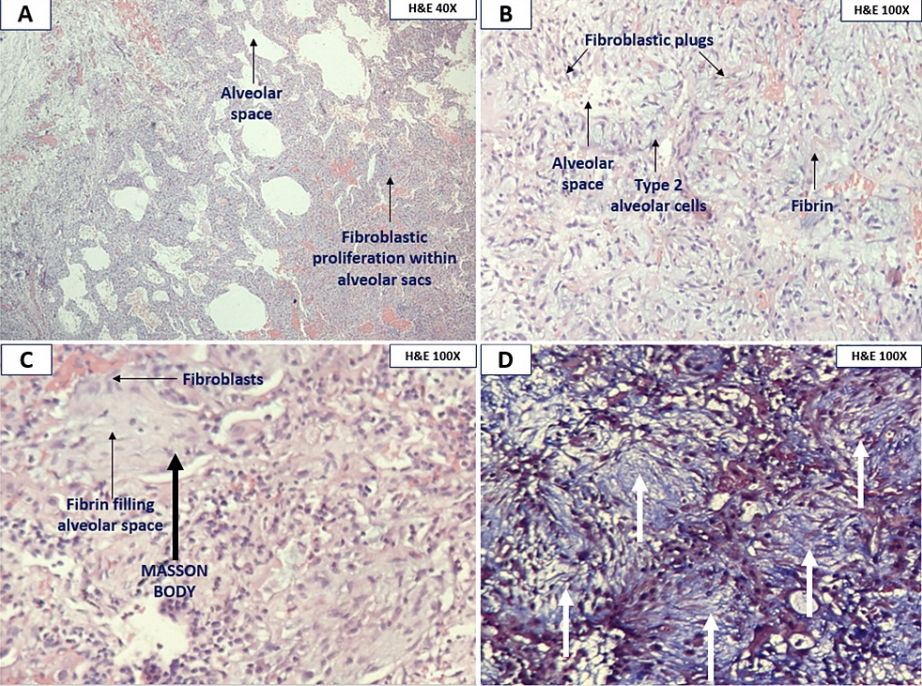 A
H&E 40X
Alveolar
space
Fibroblastic
proliferation within
alveolar sacs
B
H&E 100X
Fibroblastic plugs
Alveolar
space
Type 2
alveolar cells
Fibrin
C
H&E 100X
Fibroblasts
Fibrin filling
alveolar space
MASSON
BODY
D
H&E 100X